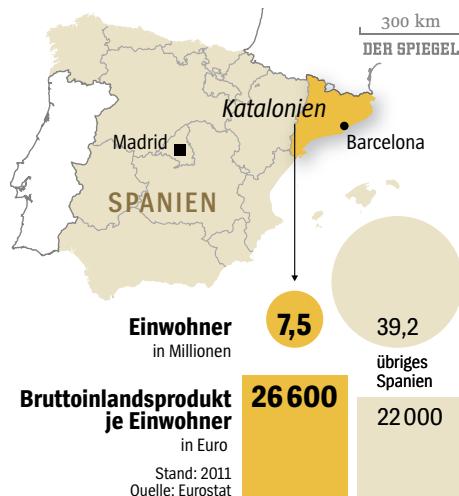 300 km
DER SPIEGEL
Katalonien
Madrid
Barcelona
SPANIEN
Einwohner
in Millionen
7,5
39,2
übriges
Spanien
Bruttoinlandsprodukt
je Einwohner
in Euro
26 600
22 000
Stand: 2011
Quelle: Eurostat